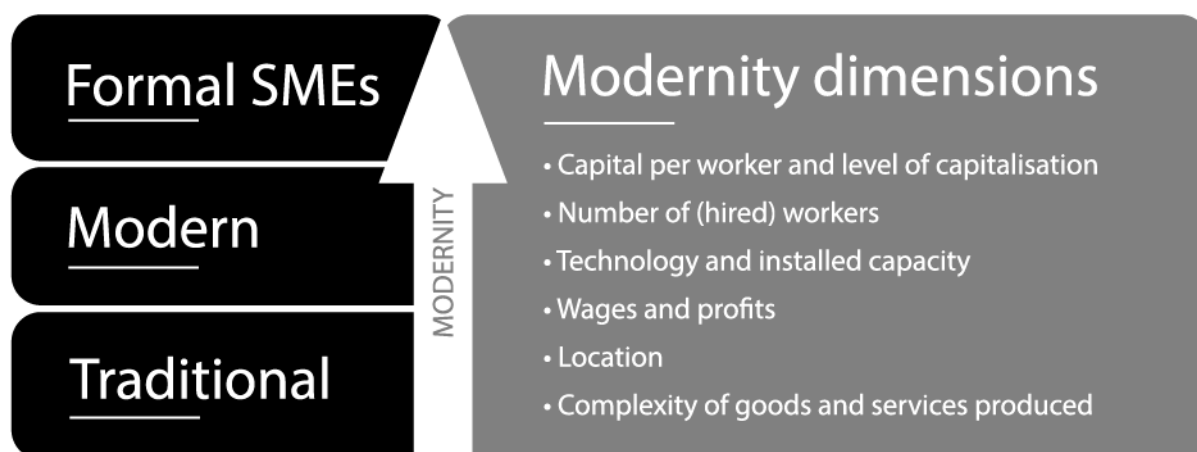 Formal SMEs
Modern
Traditional
MODERNITY
Modernity dimensions
• Capital per worker and level of capitalisation
• Number of (hired) workers
• Technology and installed capacity
• Wages and profits
• Location
• Complexity of goods and services produced